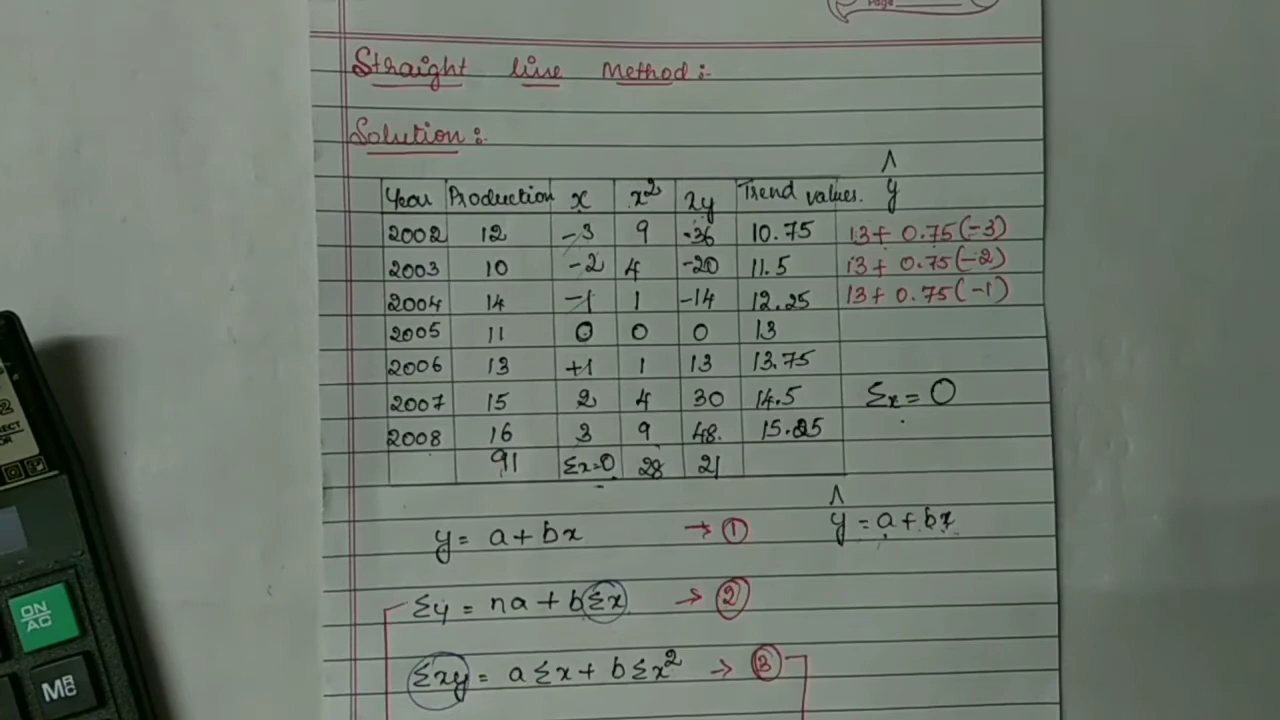 Page
Straight line Method:-
Solution:-
Year Production x x² xy Trend values. ŷ
2002 12 -3 9 -36 10.75 13+ 0.75(-3)
2003 10 -2 4 -20 11.5 13+ 0.75(-2)
2004 14 -1 1 -14 12.25 13+ 0.75(-1)
2005 11 0 0 0 13
2006 13 +1 1 13 13.75
2007 15 2 4 30 14.5 Σx = 0
2008 16 3 9 48. 15.25
91 Σx=0 28 21
y = a + bx → ① ŷ = a + bx
Σy = na + bΣx → ②
Σxy = aΣx + bΣx² → ③
ON/AC